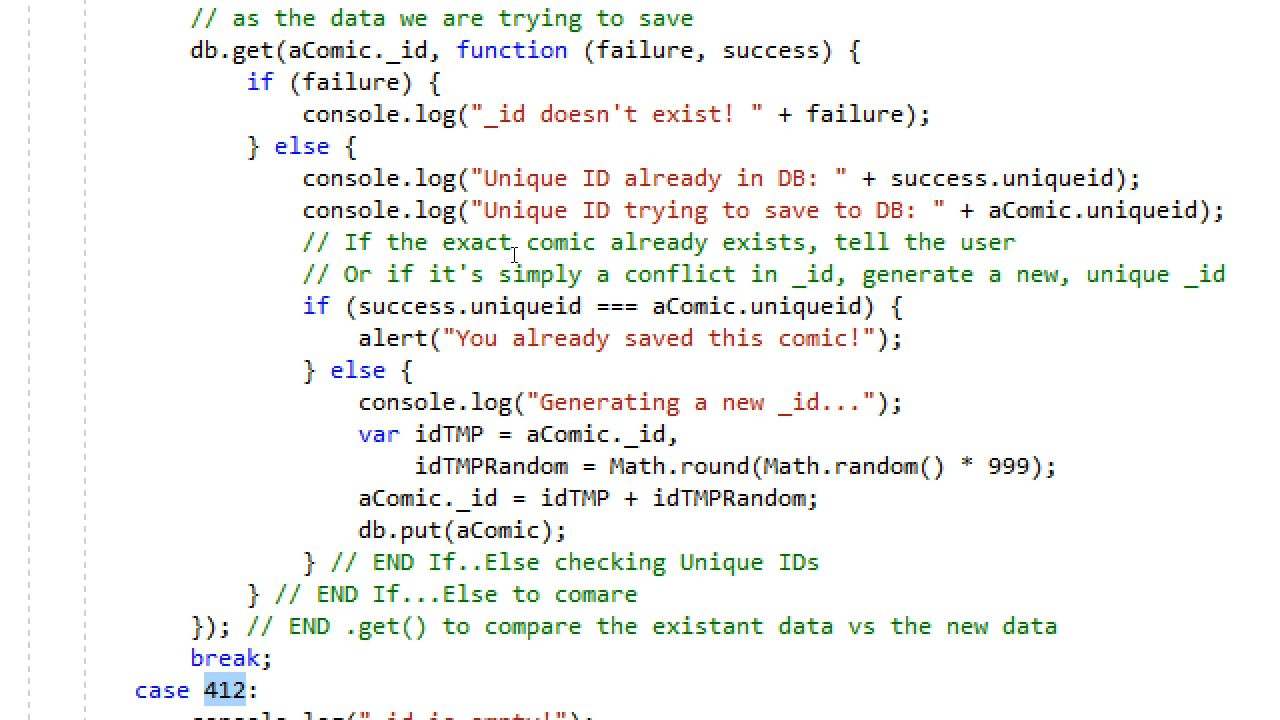 // as the data we are trying to save
db.get(aComic._id, function (failure, success) {
if (failure) {
console.log("_id doesn't exist! " + failure);
} else {
console.log("Unique ID already in DB: " + success.uniqueid);
console.log("Unique ID trying to save to DB: " + aComic.uniqueid);
// If the exact comic already exists, tell the user
// Or if it's simply a conflict in _id, generate a new, unique _id
if (success.uniqueid === aComic.uniqueid) {
alert("You already saved this comic!");
} else {
console.log("Generating a new _id...");
var idTMP = aComic._id,
idTMPRandom = Math.round(Math.random() * 999);
aComic._id = idTMP + idTMPRandom;
db.put(aComic);
} // END If..Else checking Unique IDs
} // END If...Else to comare
}); // END .get() to compare the existant data vs the new data
break;
case 412:
console.log("_id is empty!");